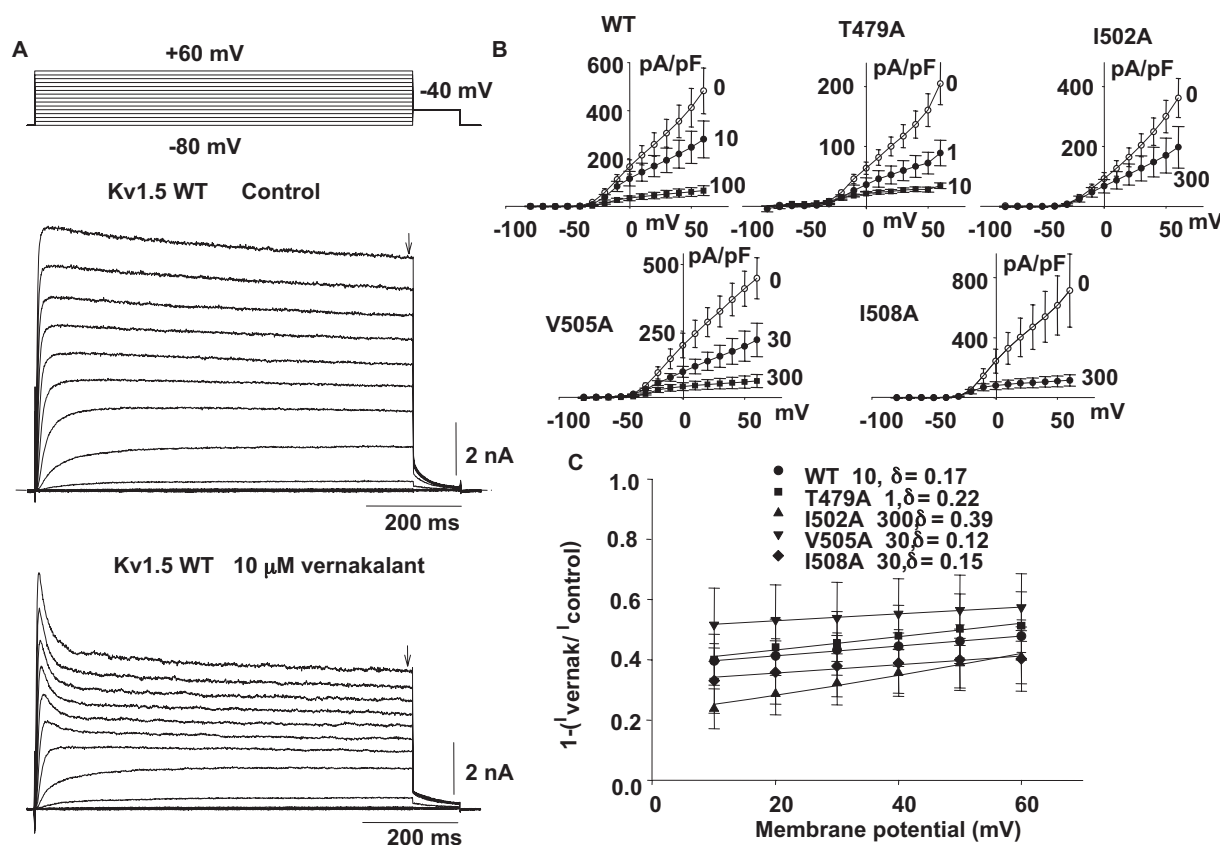 A
+60 mV
-40 mV
-80 mV
Kv1.5 WT Control
2 nA
200 ms
Kv1.5 WT 10 μM vernakalant
2 nA
200 ms
B
WT
600
pA/pF
400
200
0
10
100
-100 -50 0 50
mV
T479A
pA/pF
200
100
0
1
10
-100 -50 0 50
mV
I502A
pA/pF
400
200
0
300
-100 -50 0 50
mV
V505A
pA/pF
500
250
0
30
300
-100 -50 0 50
mV
I508A
pA/pF
800
400
0
300
-100 -50 0 50
mV
C
WT 10, δ= 0.17
T479A 1,δ = 0.22
I502A 300,δ = 0.39
V505A 30,δ = 0.12
I508A 30,δ = 0.15
1-(I vernak/ I control)
1.0
0.8
0.6
0.4
0.2
0.0
0 20 40 60
Membrane potential (mV)